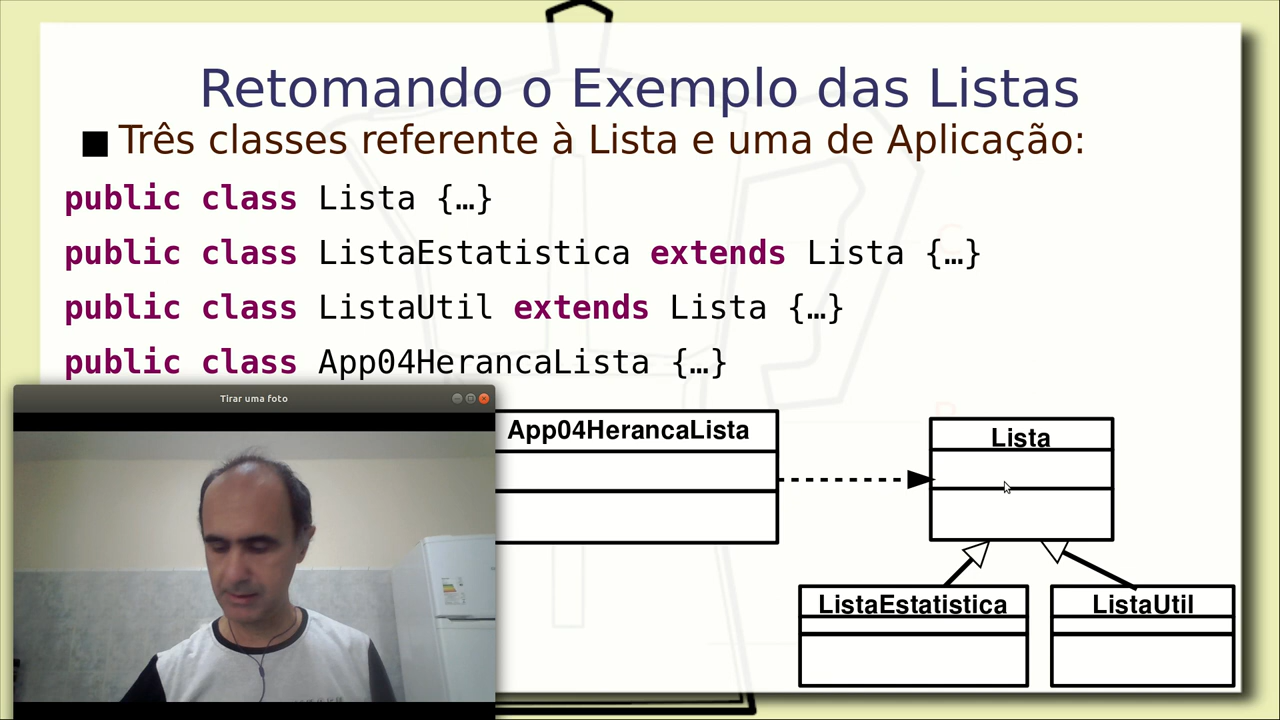 Retomando o Exemplo das Listas
■ Três classes referente à Lista e uma de Aplicação:
public class Lista {…}
public class ListaEstatistica extends Lista {…}
public class ListaUtil extends Lista {…}
public class App04HerancaLista {…}
Tirar uma foto
App04HerancaLista
Lista
ListaEstatistica
ListaUtil